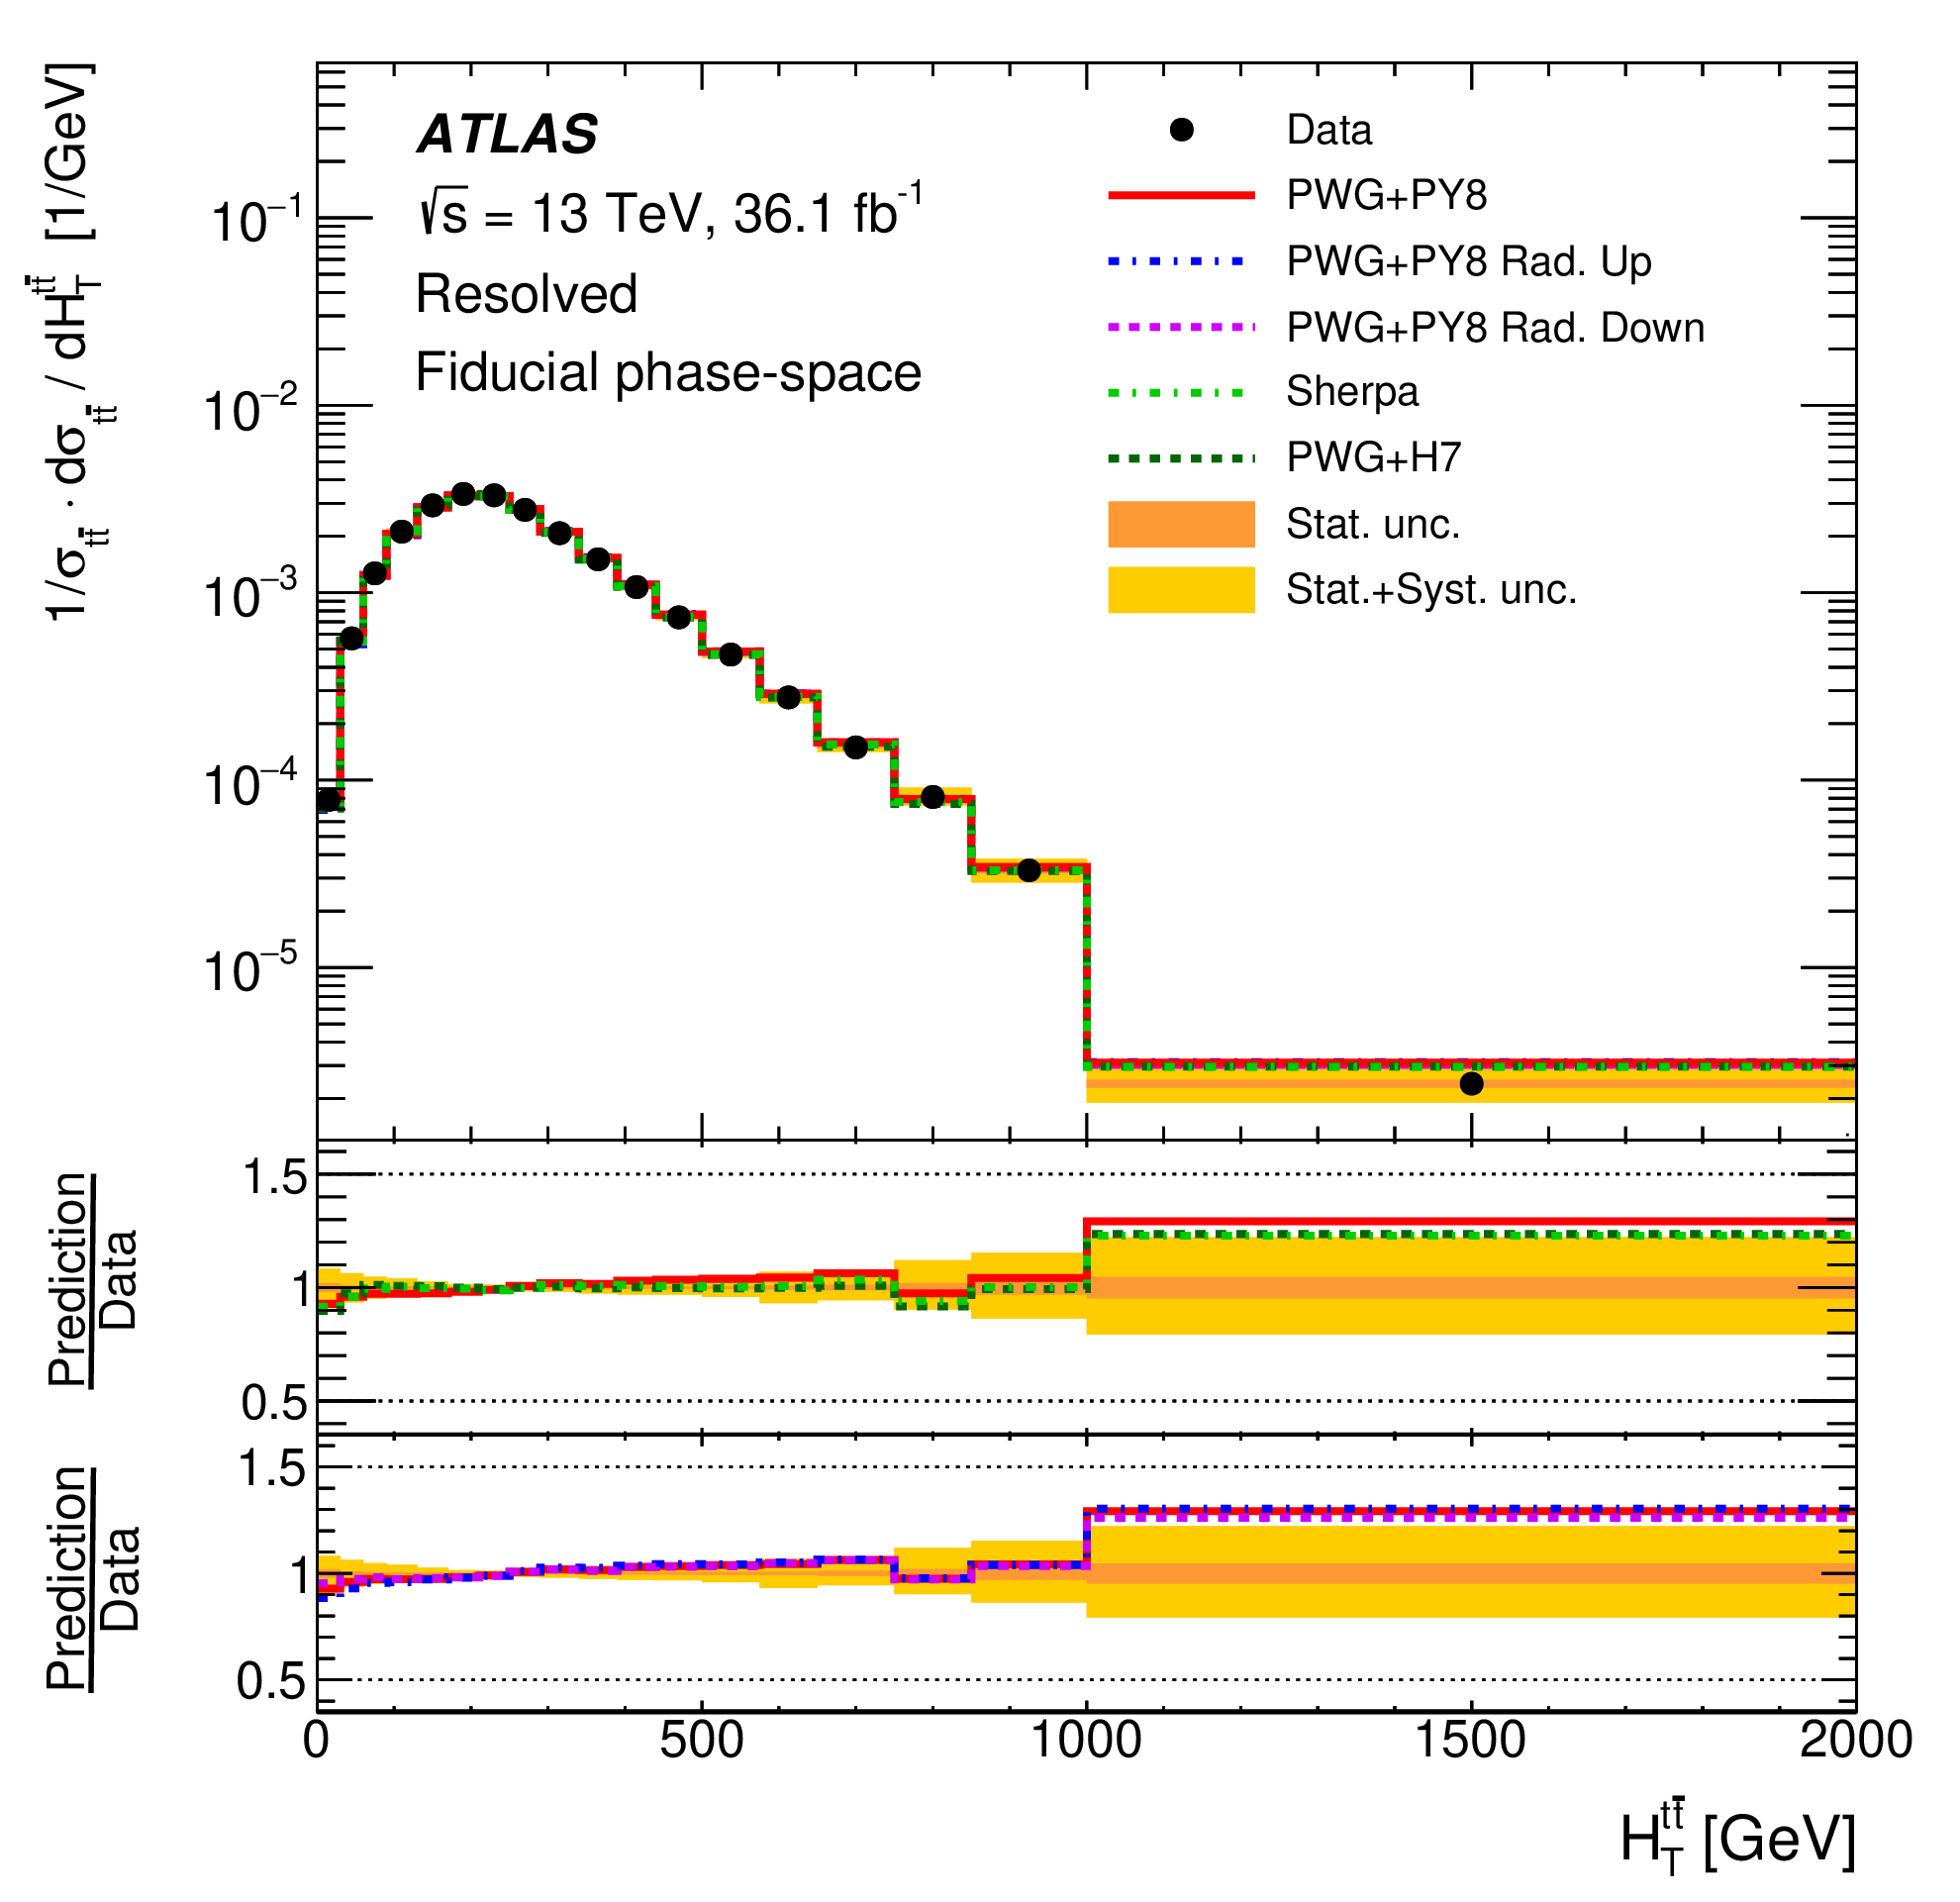 1/σ_tt̄ · dσ_tt̄ / dH_T^tt̄ [1/GeV]
ATLAS
√s = 13 TeV, 36.1 fb⁻¹
Resolved
Fiducial phase-space
Data
PWG+PY8
PWG+PY8 Rad. Up
PWG+PY8 Rad. Down
Sherpa
PWG+H7
Stat. unc.
Stat.+Syst. unc.
10⁻¹
10⁻²
10⁻³
10⁻⁴
10⁻⁵
Prediction
Data
1.5
1
0.5
Prediction
Data
1.5
1
0.5
0 500 1000 1500 2000
H_T^tt̄ [GeV]